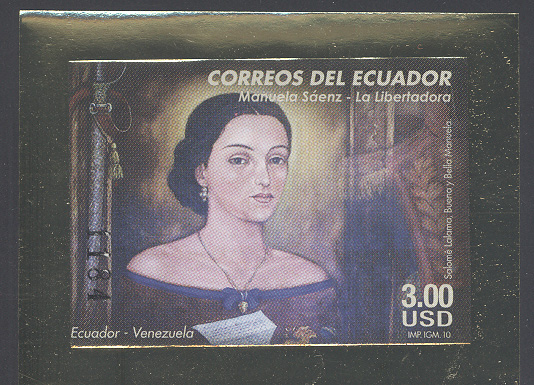 CORREOS DEL ECUADOR
Manuela Sáenz - La Libertadora
Salomé Lalama, Buena y Bella Manuela
1184
3.00
USD
Ecuador - Venezuela
IMP. IGM. 10